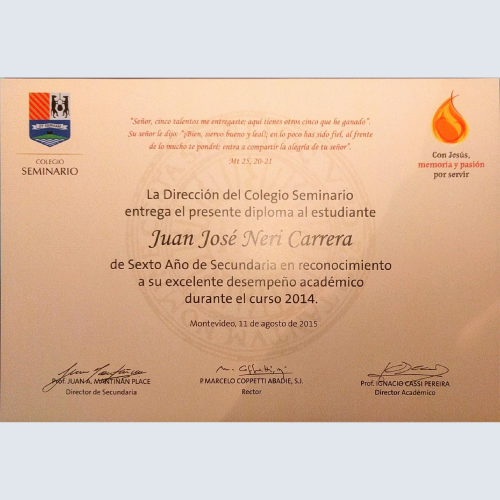 "Señor, cinco talentos me entregaste: aquí tienes otros cinco que he ganado".
Su señor le dijo: "¡Bien, siervo bueno y leal!; en lo poco has sido fiel, al frente
de lo mucho te pondré: entra a compartir la alegría de tu señor".
Mt 25, 20-21
COLEGIO
SEMINARIO
Con Jesús,
memoria y pasión
por servir
La Dirección del Colegio Seminario
entrega el presente diploma al estudiante
Juan José Neri Carrera
de Sexto Año de Secundaria en reconocimiento
a su excelente desempeño académico
durante el curso 2014.
Montevideo, 11 de agosto de 2015
Prof. JUAN A. MARTIÑÁN PLACE
Director de Secundaria
P. MARCELO COPPETTI ABADIE, S.J.
Rector
Prof. IGNACIO CASSI PEREIRA
Director Académico